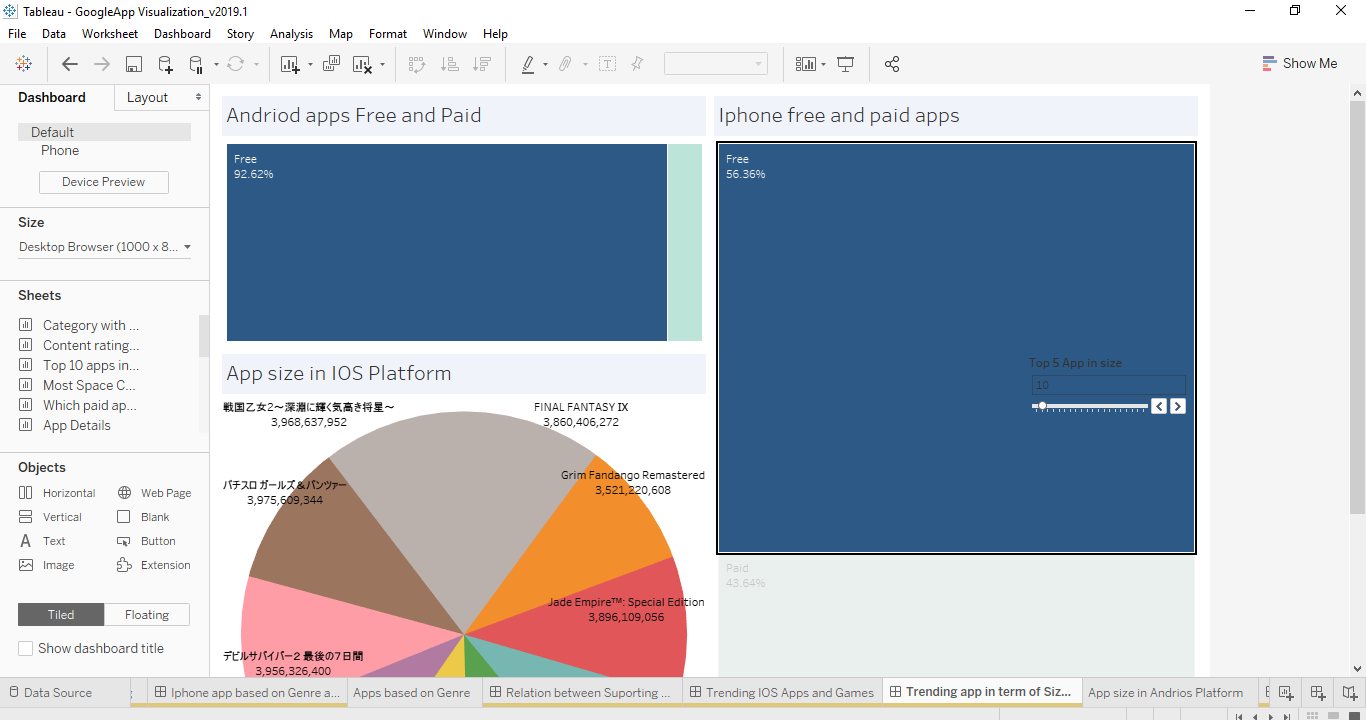 Tableau - GoogleApp Visualization_v2019.1
File Data Worksheet Dashboard Story Analysis Map Format Window Help
Show Me
Dashboard Layout
Default
Phone
Device Preview
Size
Desktop Browser (1000 x 8...
Sheets
Category with ...
Content rating...
Top 10 apps in...
Most Space C...
Which paid ap...
App Details
Objects
Horizontal Web Page
Vertical Blank
Text Button
Image Extension
Tiled Floating
Show dashboard title
Andriod apps Free and Paid
Free
92.62%
App size in IOS Platform
戦国乙女2～深淵に輝く気高き将星～
3,968,637,952
FINAL FANTASY IX
3,860,406,272
Grim Fandango Remastered
3,521,220,608
パチスロ ガールズ&パンツァー
3,975,609,344
Jade Empire™: Special Edition
3,896,109,056
デビルサバイバー2 最後の7日間
3,956,326,400
Iphone free and paid apps
Free
56.36%
Top 5 App in size
10
Paid
43.64%
Data Source Iphone app based on Genre a... Apps based on Genre Relation between Suporting ... Trending IOS Apps and Games Trending app in term of Siz... App size in Andrios Platform